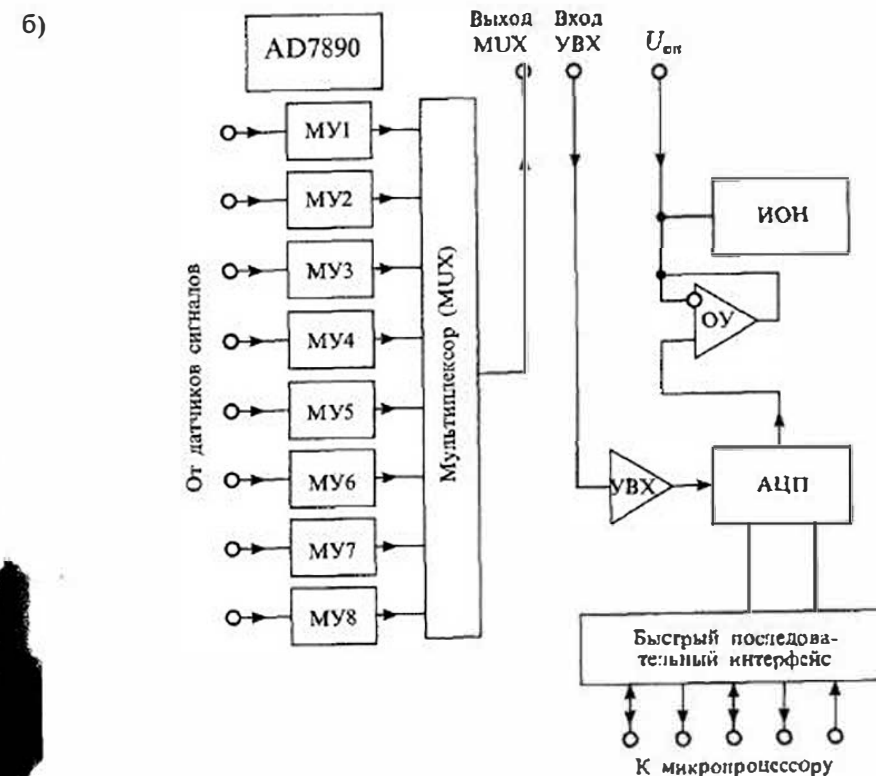 б)
AD7890
Выход
MUX
Вход
УВХ
Uоп
МУ1
МУ2
МУ3
МУ4
МУ5
МУ6
МУ7
МУ8
От датчиков сигналов
Мультиплексор (MUX)
ИОН
ОУ
УВХ
АЦП
Быстрый последова-
тельный интерфейс
К микропроцессору